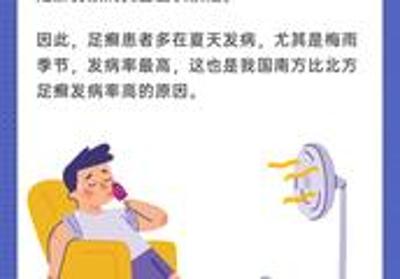 因此，足癣患者多在夏天发病，尤其是梅雨
季节，发病率最高，这也是我国南方比北方
足癣发病率高的原因。